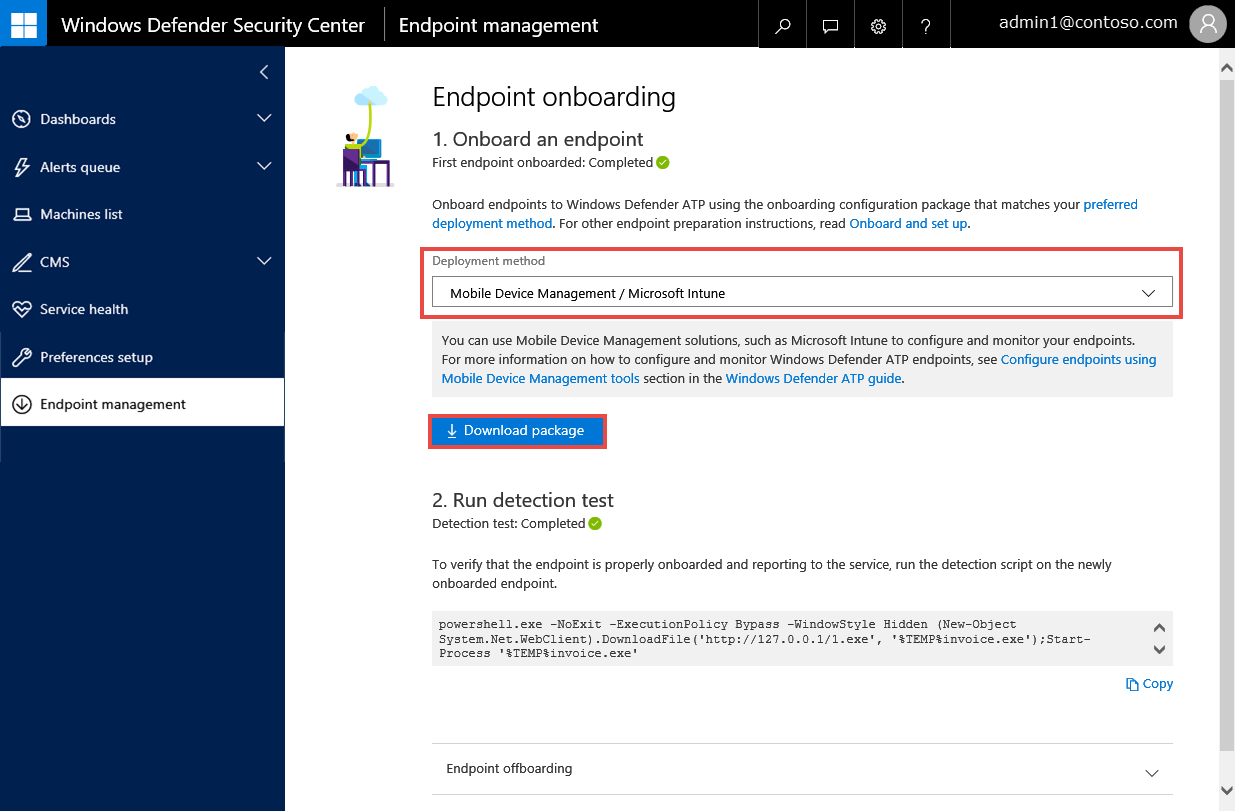 Windows Defender Security Center
Endpoint management
?
admin1@contoso.com
Dashboards
Alerts queue
Machines list
CMS
Service health
Preferences setup
Endpoint management
Endpoint onboarding
1. Onboard an endpoint
First endpoint onboarded: Completed
Onboard endpoints to Windows Defender ATP using the onboarding configuration package that matches your preferred
deployment method. For other endpoint preparation instructions, read Onboard and set up.
Deployment method
Mobile Device Management / Microsoft Intune
You can use Mobile Device Management solutions, such as Microsoft Intune to configure and monitor your endpoints.
For more information on how to configure and monitor Windows Defender ATP endpoints, see Configure endpoints using
Mobile Device Management tools section in the Windows Defender ATP guide.
Download package
2. Run detection test
Detection test: Completed
To verify that the endpoint is properly onboarded and reporting to the service, run the detection script on the newly
onboarded endpoint.
powershell.exe -NoExit -ExecutionPolicy Bypass -WindowStyle Hidden (New-Object
System.Net.WebClient).DownloadFile('http://127.0.0.1/1.exe', '%TEMP%invoice.exe');Start-
Process '%TEMP%invoice.exe'
Copy
Endpoint offboarding